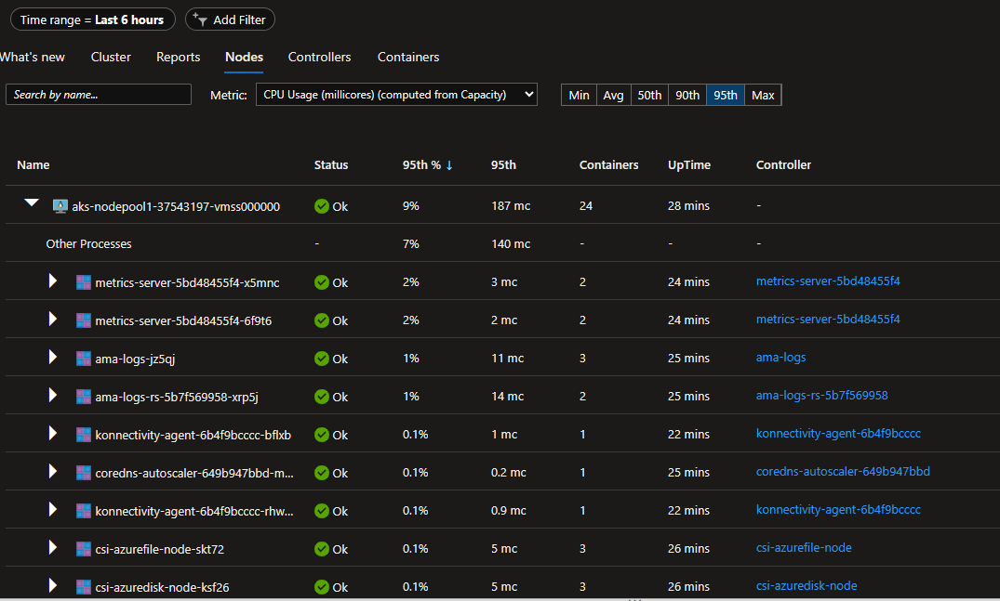 Time range = Last 6 hours Add Filter
What's new Cluster Reports Nodes Controllers Containers
Search by name... Metric: CPU Usage (millicores) (computed from Capacity) Min Avg 50th 90th 95th Max
Name Status 95th % ↓ 95th Containers UpTime Controller
aks-nodepool1-37543197-vmss000000 Ok 9% 187 mc 24 28 mins -
Other Processes - 7% 140 mc - - -
metrics-server-5bd48455f4-x5mnc Ok 2% 3 mc 2 24 mins metrics-server-5bd48455f4
metrics-server-5bd48455f4-6f9t6 Ok 2% 2 mc 2 24 mins metrics-server-5bd48455f4
ama-logs-jz5qj Ok 1% 11 mc 3 25 mins ama-logs
ama-logs-rs-5b7f569958-xrp5j Ok 1% 14 mc 2 25 mins ama-logs-rs-5b7f569958
konnectivity-agent-6b4f9bcccc-bflxb Ok 0.1% 1 mc 1 22 mins konnectivity-agent-6b4f9bcccc
coredns-autoscaler-649b947bbd-m... Ok 0.1% 0.2 mc 1 25 mins coredns-autoscaler-649b947bbd
konnectivity-agent-6b4f9bcccc-rhw... Ok 0.1% 0.9 mc 1 22 mins konnectivity-agent-6b4f9bcccc
csi-azurefile-node-skt72 Ok 0.1% 5 mc 3 26 mins csi-azurefile-node
csi-azuredisk-node-ksf26 Ok 0.1% 5 mc 3 26 mins csi-azuredisk-node